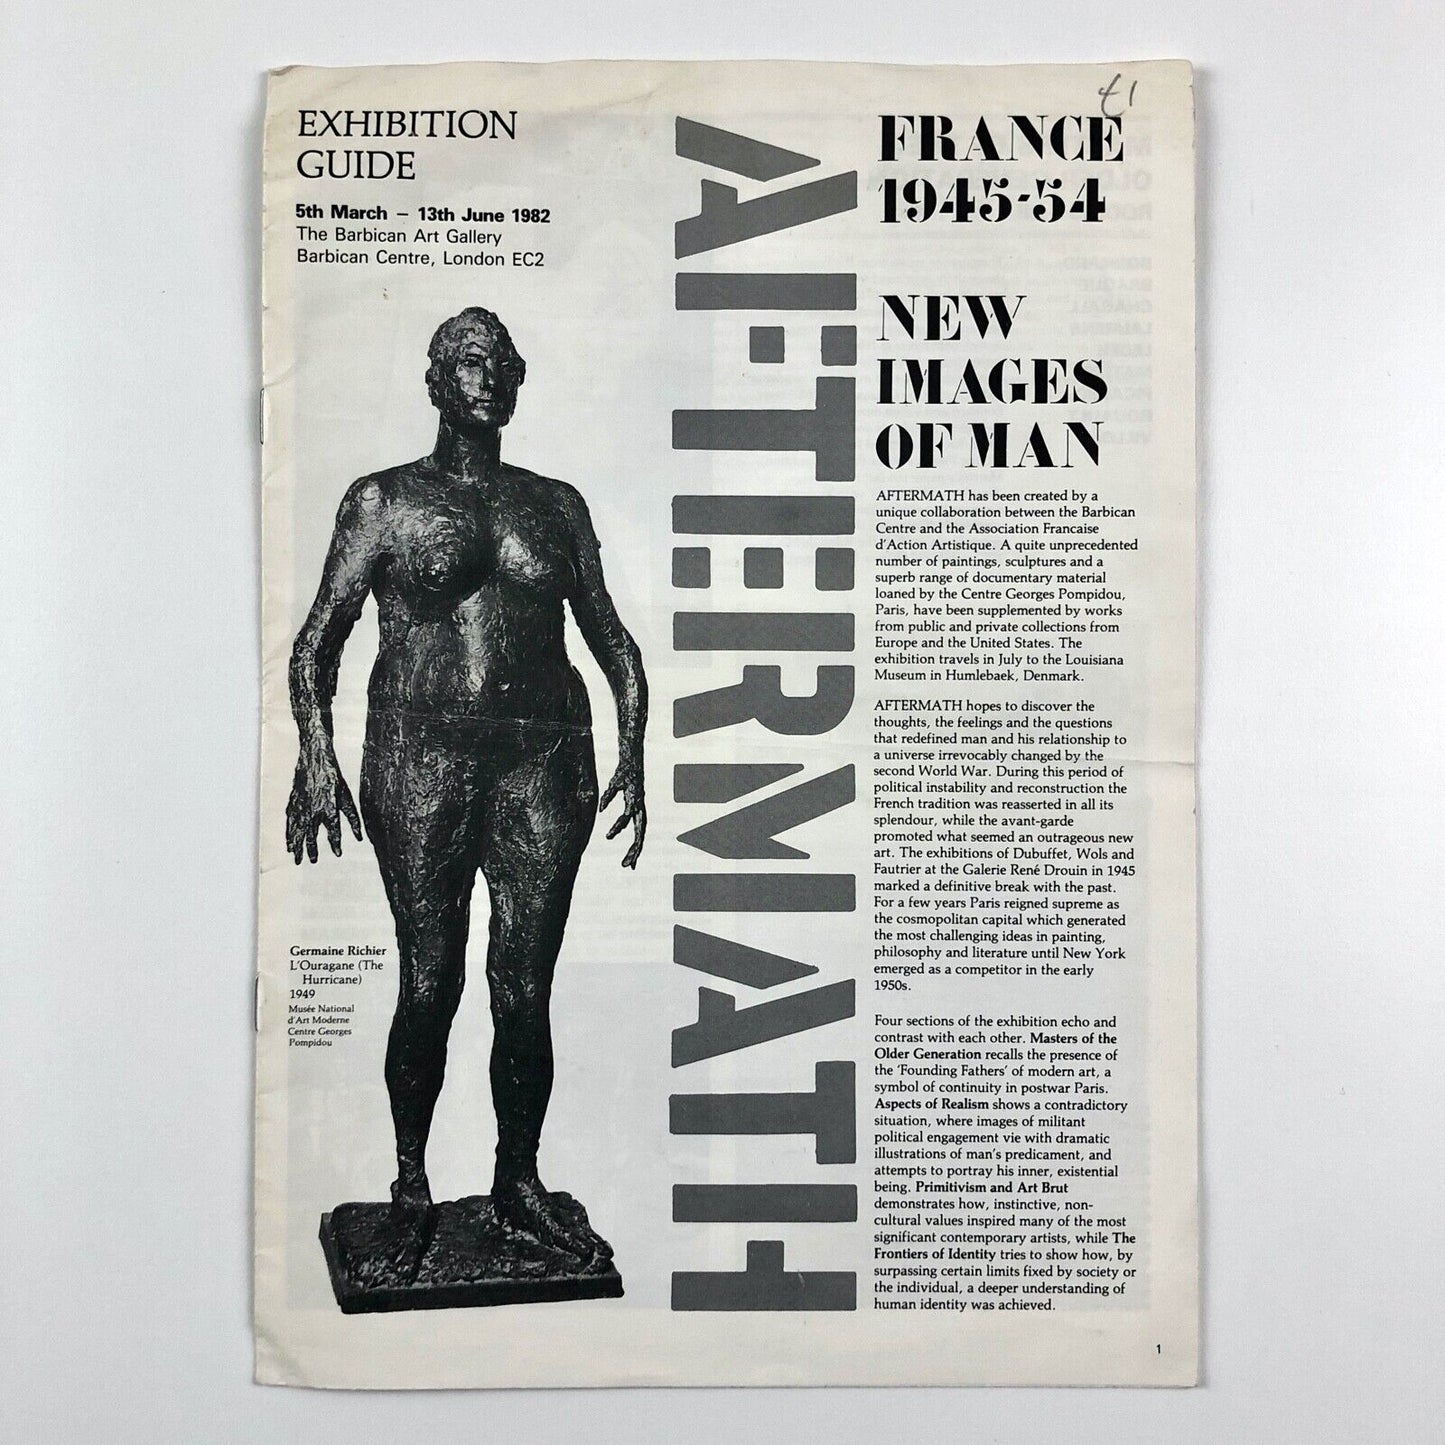 EXHIBITION
GUIDE
5th March – 13th June 1982
The Barbican Art Gallery
Barbican Centre, London EC2
Germaine Richier
L'Ouragane (The
Hurricane)
1949
Musée National
d'Art Moderne
Centre Georges
Pompidou
AFTERMATH
£1
FRANCE
1945-54
NEW
IMAGES
OF MAN
AFTERMATH has been created by a
unique collaboration between the Barbican
Centre and the Association Francaise
d'Action Artistique. A quite unprecedented
number of paintings, sculptures and a
superb range of documentary material
loaned by the Centre Georges Pompidou,
Paris, have been supplemented by works
from public and private collections from
Europe and the United States. The
exhibition travels in July to the Louisiana
Museum in Humlebaek, Denmark.
AFTERMATH hopes to discover the
thoughts, the feelings and the questions
that redefined man and his relationship to
a universe irrevocably changed by the
second World War. During this period of
political instability and reconstruction the
French tradition was reasserted in all its
splendour, while the avant-garde
promoted what seemed an outrageous new
art. The exhibitions of Dubuffet, Wols and
Fautrier at the Galerie René Drouin in 1945
marked a definitive break with the past.
For a few years Paris reigned supreme as
the cosmopolitan capital which generated
the most challenging ideas in painting,
philosophy and literature until New York
emerged as a competitor in the early
1950s.
Four sections of the exhibition echo and
contrast with each other. Masters of the
Older Generation recalls the presence of
the 'Founding Fathers' of modern art, a
symbol of continuity in postwar Paris.
Aspects of Realism shows a contradictory
situation, where images of militant
political engagement vie with dramatic
illustrations of man's predicament, and
attempts to portray his inner, existential
being. Primitivism and Art Brut
demonstrates how, instinctive, non-
cultural values inspired many of the most
significant contemporary artists, while The
Frontiers of Identity tries to show how, by
surpassing certain limits fixed by society or
the individual, a deeper understanding of
human identity was achieved.
1